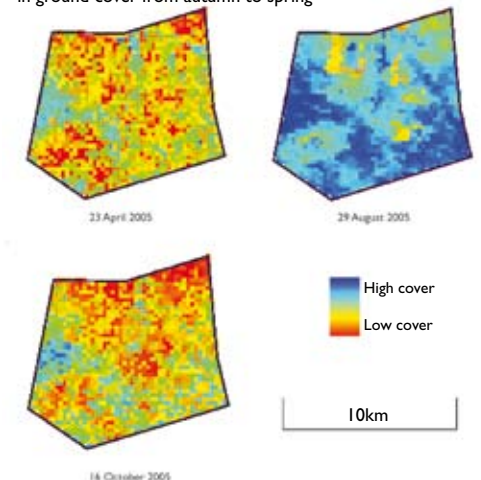 in ground cover from autumn to spring
23 April 2005
29 August 2005
High cover
Low cover
10km
16 October 2005